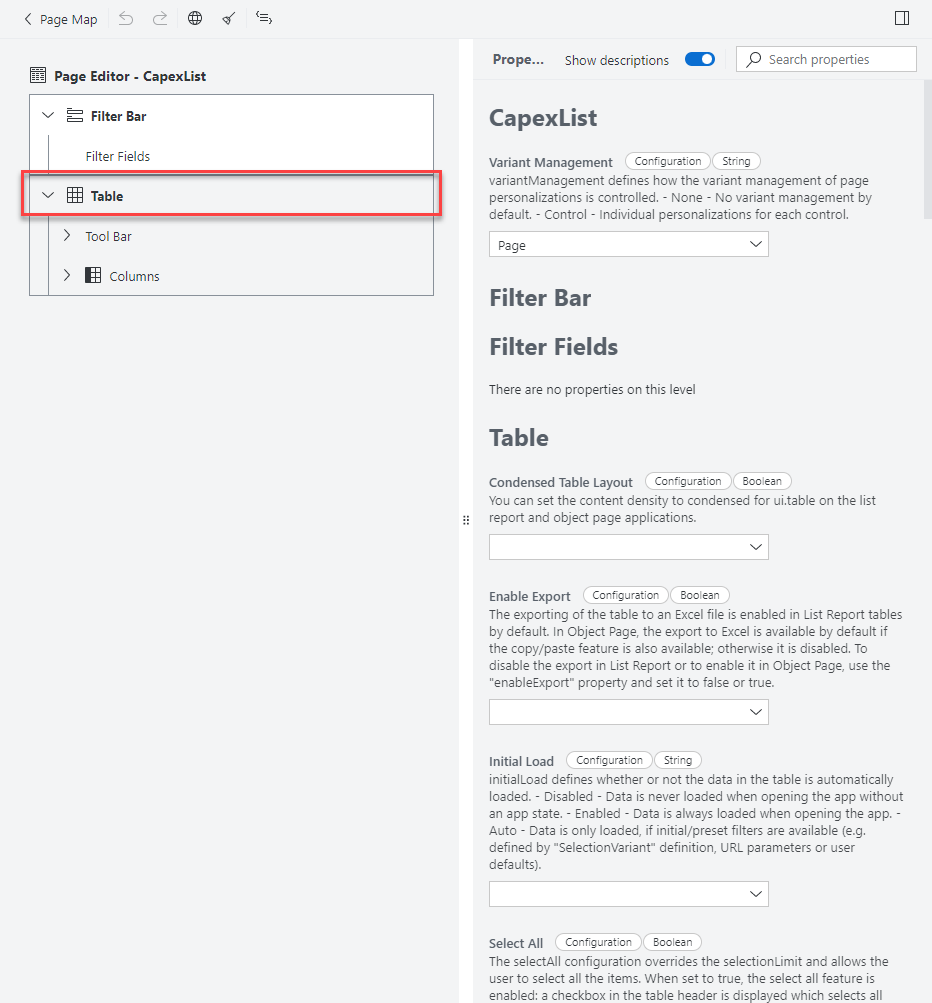 Page Map
Page Editor - CapexList
Filter Bar
Filter Fields
Table
Tool Bar
Columns
Prope...
Show descriptions
Search properties
CapexList
Variant Management Configuration String
variantManagement defines how the variant management of page
personalizations is controlled. - None - No variant management by
default. - Control - Individual personalizations for each control.
Page
Filter Bar
Filter Fields
There are no properties on this level
Table
Condensed Table Layout Configuration Boolean
You can set the content density to condensed for ui.table on the list
report and object page applications.
Enable Export Configuration Boolean
The exporting of the table to an Excel file is enabled in List Report tables
by default. In Object Page, the export to Excel is available by default if
the copy/paste feature is also available; otherwise it is disabled. To
disable the export in List Report or to enable it in Object Page, use the
"enableExport" property and set it to false or true.
Initial Load Configuration String
initialLoad defines whether or not the data in the table is automatically
loaded. - Disabled - Data is never loaded when opening the app without
an app state. - Enabled - Data is always loaded when opening the app. -
Auto - Data is only loaded, if initial/preset filters are available (e.g.
defined by "SelectionVariant" definition, URL parameters or user
defaults).
Select All Configuration Boolean
The selectAll configuration overrides the selectionLimit and allows the
user to select all the items. When set to true, the select all feature is
enabled: a checkbox in the table header is displayed which selects all